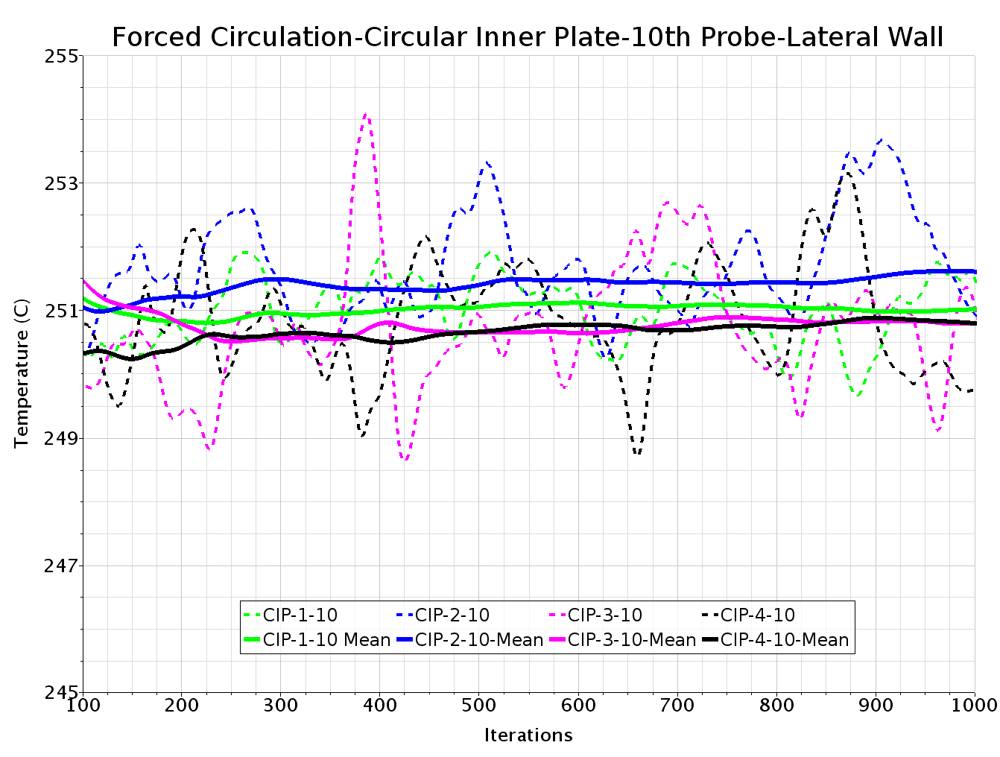 Forced Circulation-Circular Inner Plate-10th Probe-Lateral Wall
255
253
251
249
247
245
Temperature (C)
CIP-1-10 CIP-2-10 CIP-3-10 CIP-4-10
CIP-1-10 Mean CIP-2-10-Mean CIP-3-10-Mean CIP-4-10-Mean
100 200 300 400 500 600 700 800 900 1000
Iterations